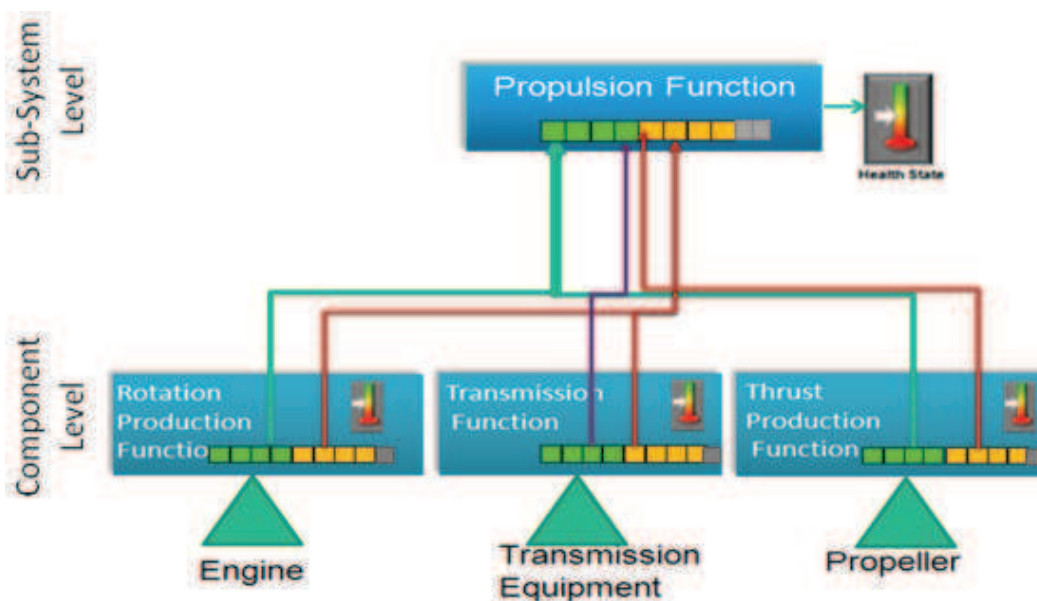 Sub-System
Level
Propulsion Function
Health State
Component
Level
Rotation
Production
Functio
Transmission
Function
Thrust
Production
Function
Engine
Transmission
Equipment
Propeller